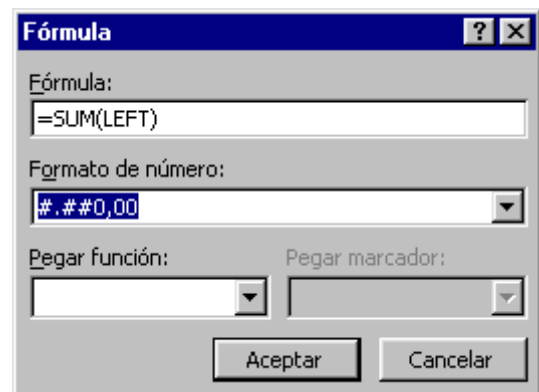 Fórmula
Fórmula:
=SUM(LEFT)
Formato de número:
#.##0,00
Pegar función: Pegar marcador:
Aceptar Cancelar